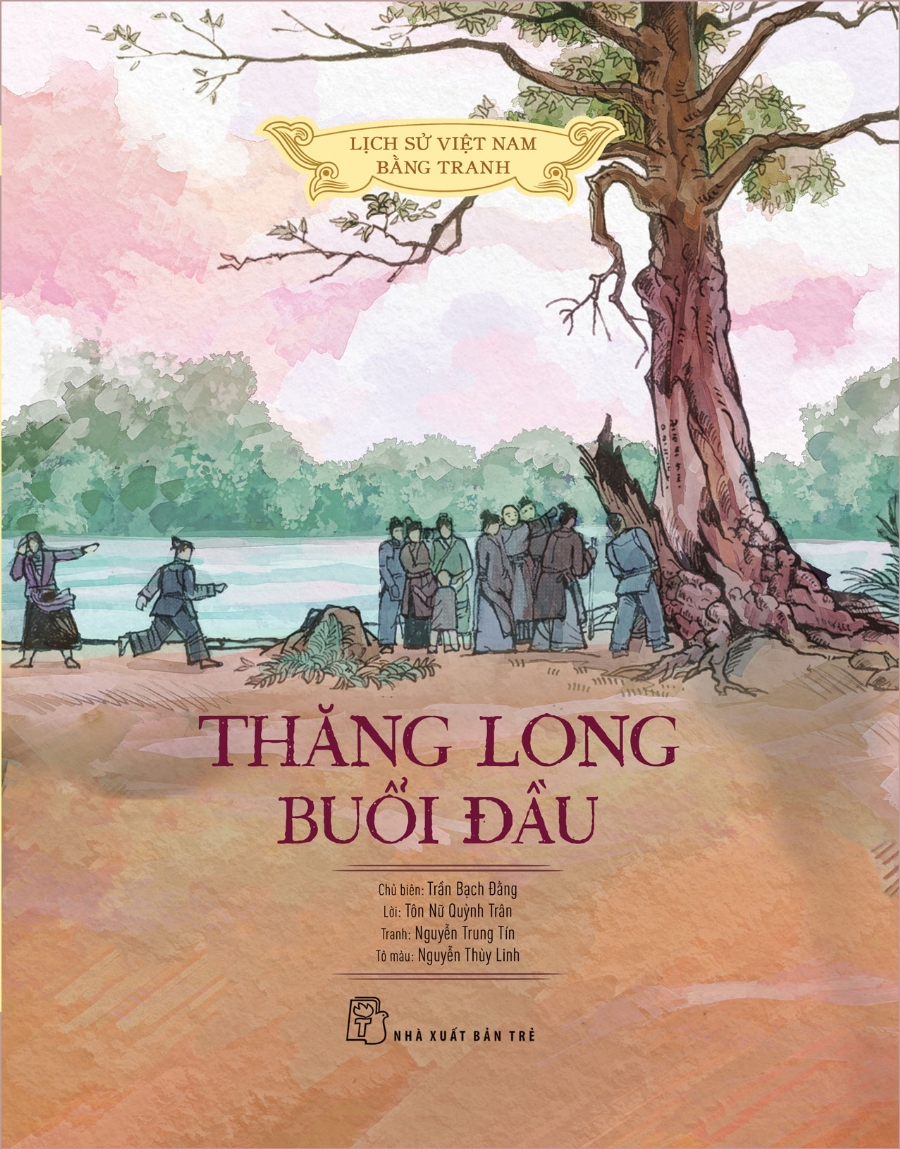 LỊCH SỬ VIỆT NAM
BẰNG TRANH
THĂNG LONG
BUỔI ĐẦU
Chủ biên: Trần Bạch Đằng
Lời: Tôn Nữ Quỳnh Trân
Tranh: Nguyễn Trung Tín
Tô màu: Nguyễn Thùy Linh
T
NHÀ XUẤT BẢN TRẺ